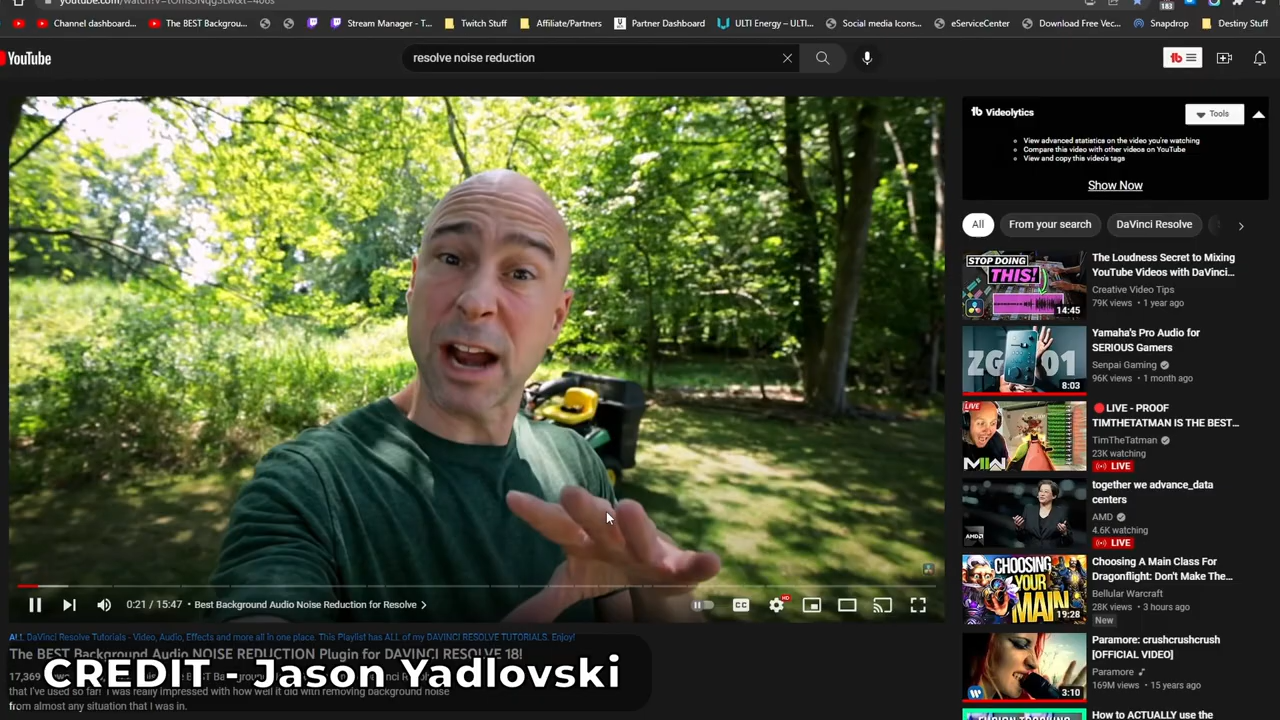 Channel dashboard...
The BEST Backgrou...
Stream Manager - T...
Twitch Stuff
Affiliate/Partners
Partner Dashboard
ULTI Energy – ULTI...
Social media Icons...
eServiceCenter
Download Free Vec...
Snapdrop
Destiny Stuff
183
YouTube
resolve noise reduction
tb
tb Videolytics
Tools
View advanced statistics on the video you're watching
Compare this video with other videos on YouTube
View and copy this video's tags
Show Now
All
From your search
DaVinci Resolve
STOP DOING
THIS!
14:45
The Loudness Secret to Mixing
YouTube Videos with DaVinci...
Creative Video Tips
79K views • 1 year ago
ZG 01
8:03
Yamaha's Pro Audio for
SERIOUS Gamers
Senpai Gaming
96K views • 1 month ago
LIVE
MWII
LIVE - PROOF
TIMTHETATMAN IS THE BEST...
TimTheTatman
23K watching
LIVE
AMD
together we advance_data
centers
AMD
4.6K watching
LIVE
CHOOSING
YOUR
MAIN
19:28
Choosing A Main Class For
Dragonflight: Don't Make The...
Bellular Warcraft
28K views • 3 hours ago
New
3:10
Paramore: crushcrushcrush
[OFFICIAL VIDEO]
Paramore
169M views • 15 years ago
How to ACTUALLY use the
0:21 / 15:47 • Best Background Audio Noise Reduction for Resolve
CC
HD
ALL DaVinci Resolve Tutorials - Video, Audio, Effects and more all in one place. This Playlist has ALL of my DAVINCI RESOLVE TUTORIALS. Enjoy!
The BEST Background Audio NOISE REDUCTION Plugin for DAVINCI RESOLVE 18!
CREDIT - Jason Yadlovski
that I've used so far I was really impressed with how well it did with removing background noise
from almost any situation that I was in.